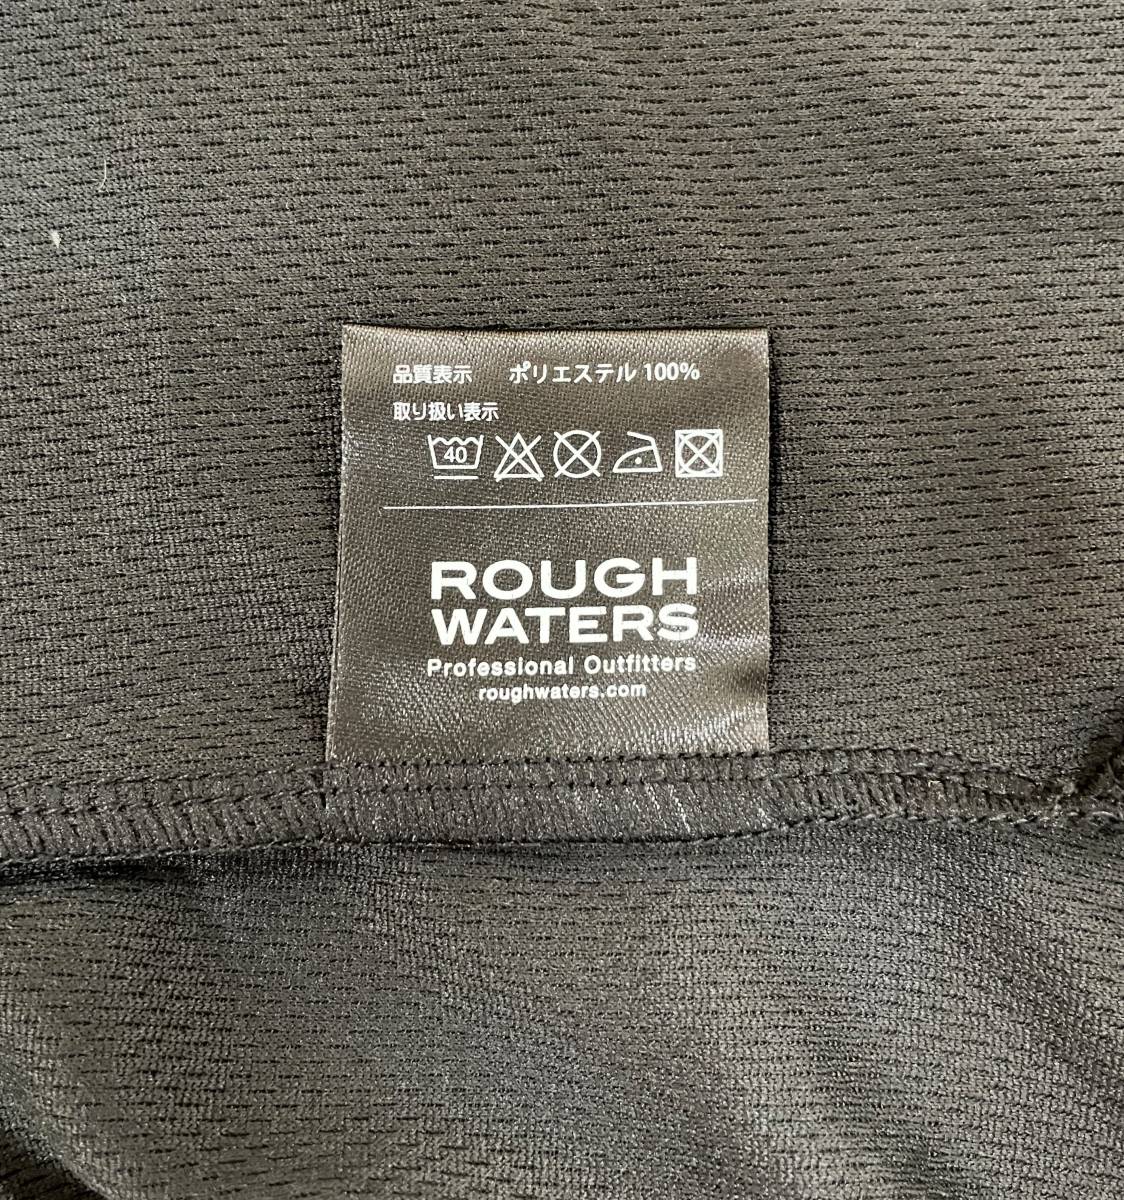 品質表示 ポリエステル 100%
取り扱い表示
40
ROUGH
WATERS
Professional Outfitters
roughwaters.com